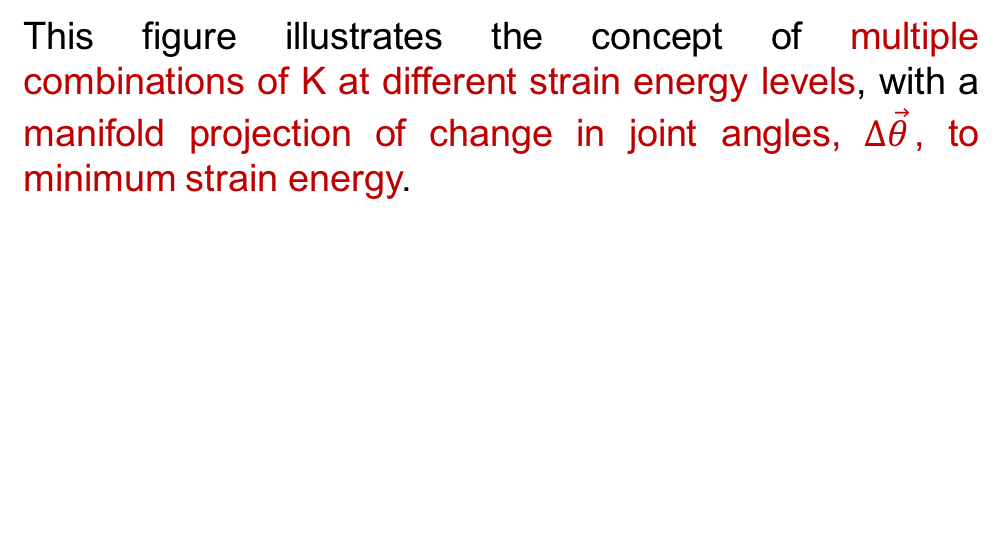 This figure illustrates the concept of multiple
combinations of K at different strain energy levels, with a
manifold projection of change in joint angles, Δ𝜃⃗ , to
minimum strain energy.